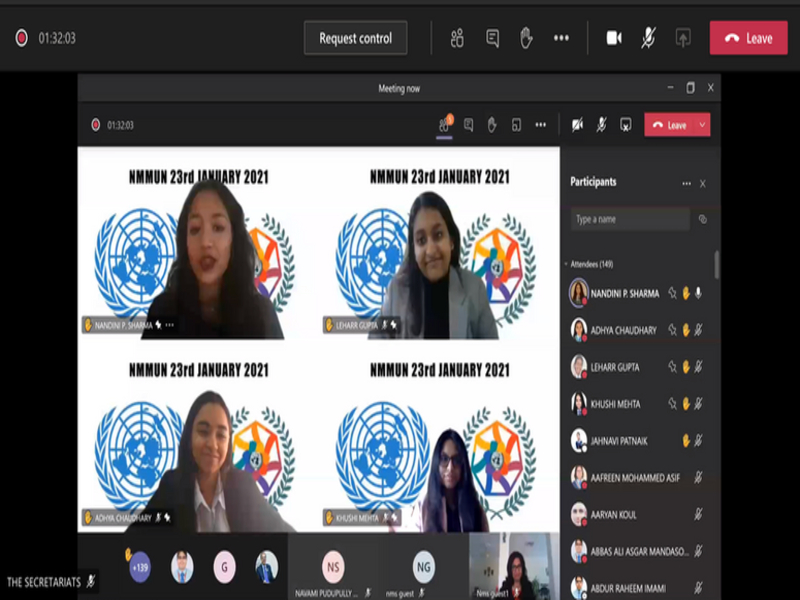 01:32:03
Request control
Leave
Meeting now
01:32:03
Leave
NMMUN 23rd JANUARY 2021
NMMUN 23rd JANUARY 2021
NANDINI P. SHARMA
LEHARR GUPTA
NMMUN 23rd JANUARY 2021
NMMUN 23rd JANUARY 2021
ADHYA CHAUDHARY
KHUSHI MEHTA
Participants
Type a name
Attendees (149)
NANDINI P. SHARMA
ADHYA CHAUDHARY
LEHARR GUPTA
KHUSHI MEHTA
JAHNAVI PATNAIK
AAFREEN MOHAMMED ASIF
AARYAN KOUL
ABBAS ALI ASGAR MANDASO...
ABDUR RAHEEM IMAMI
+139
G
NS
NG
NAVAMI PUDUPULLY ...
nms guest
Nms guest1
THE SECRETARIATS